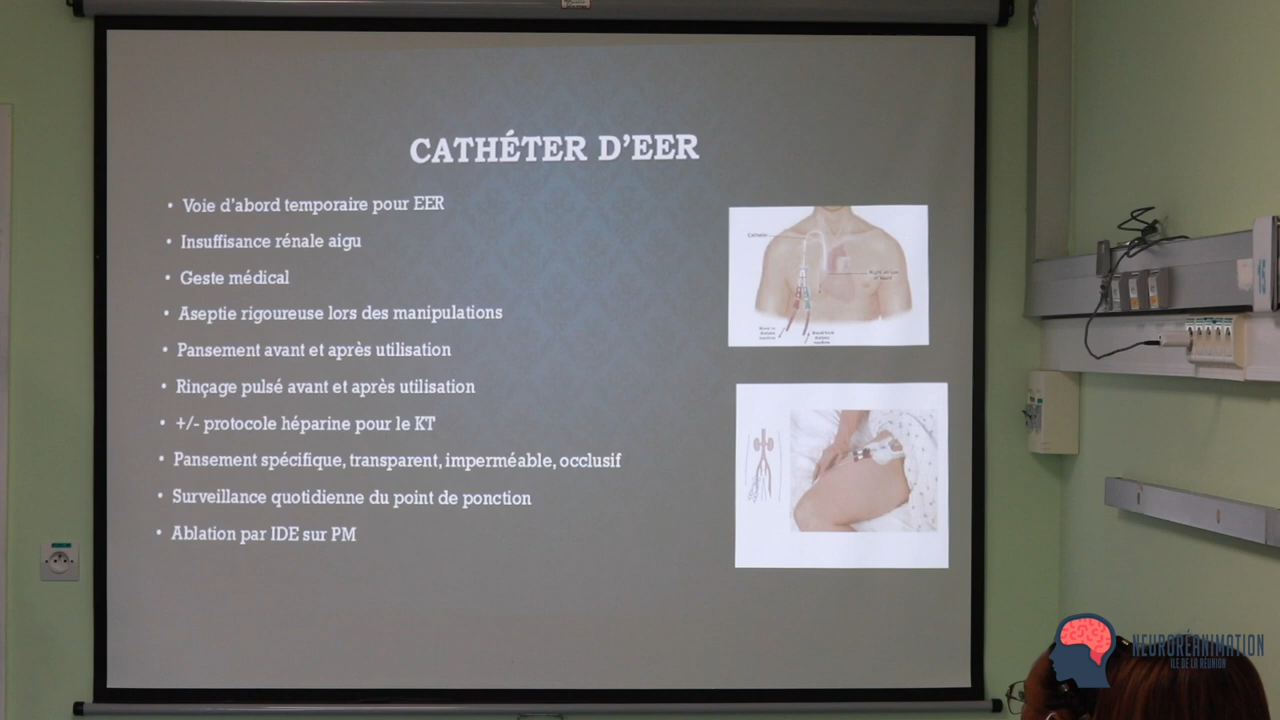 CATHÉTER D'EER
• Voie d'abord temporaire pour EER
• Insuffisance rénale aigu
• Geste médical
• Aseptie rigoureuse lors des manipulations
• Pansement avant et après utilisation
• Rinçage pulsé avant et après utilisation
• +/- protocole héparine pour le KT
• Pansement spécifique, transparent, imperméable, occlusif
• Surveillance quotidienne du point de ponction
• Ablation par IDE sur PM
Catheter
15
NEURORÉANIMATION
ILE DE LA RÉUNION